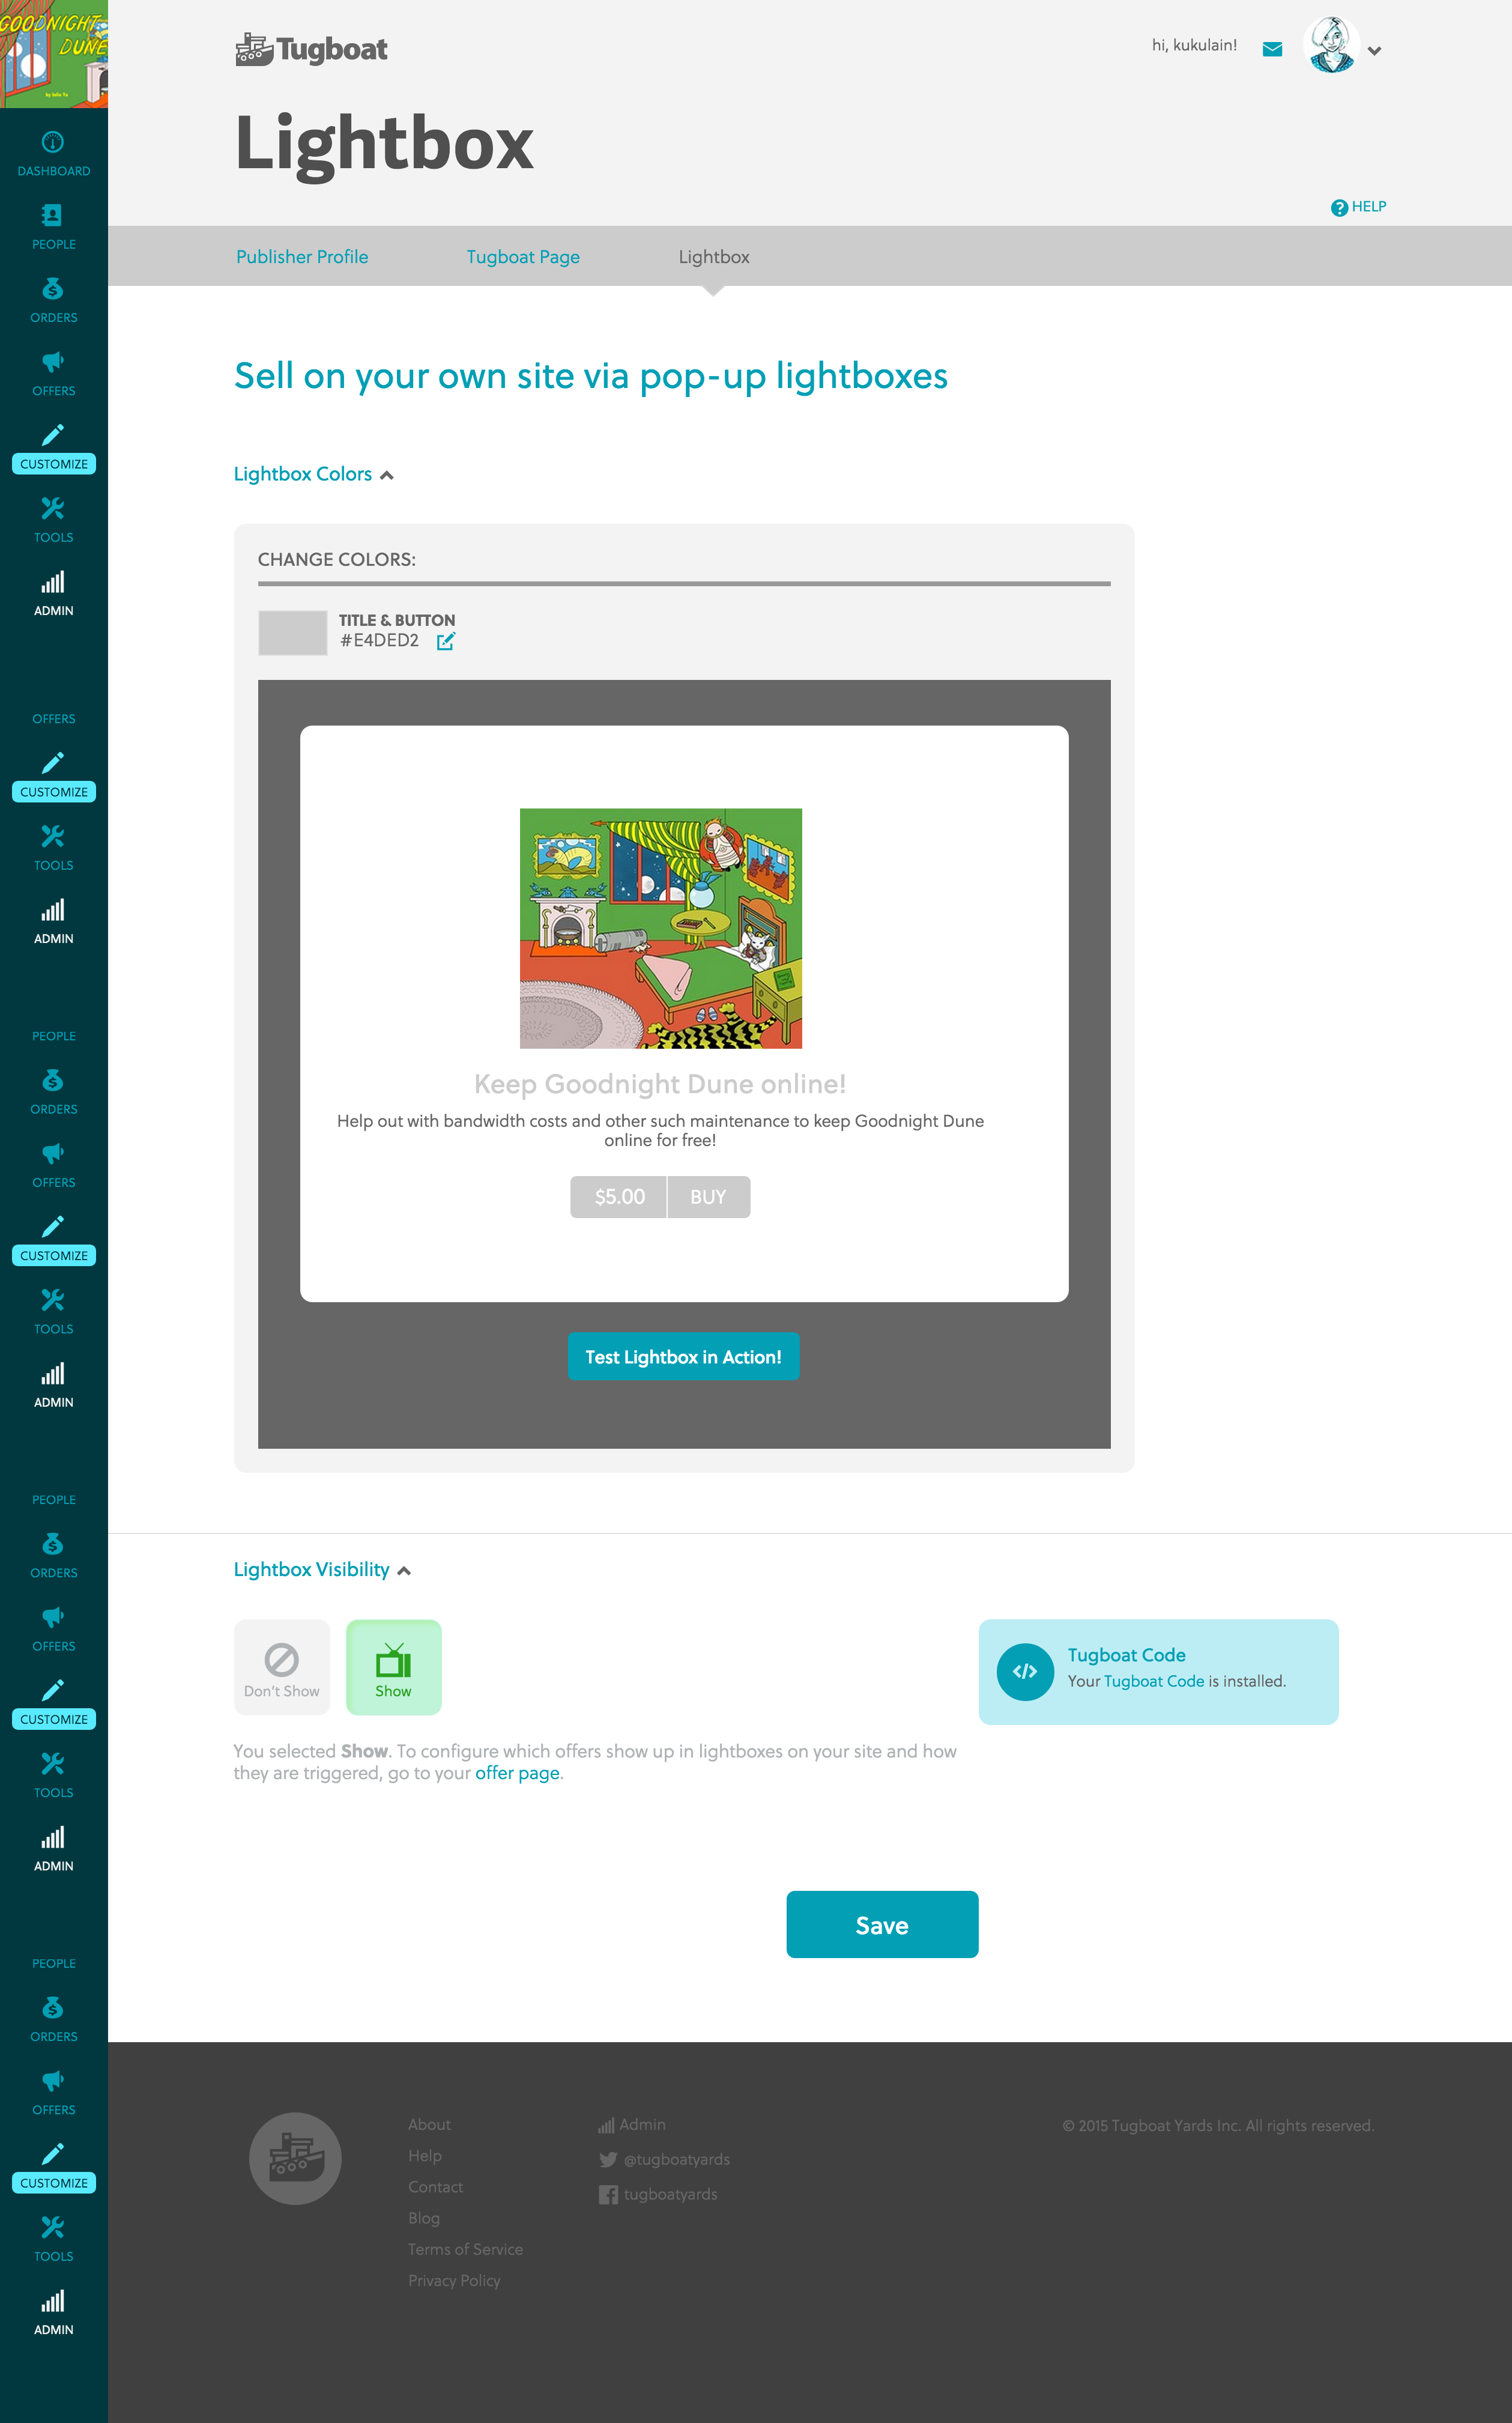 GOODNIGHT
DUNE
by Julia Yu
DASHBOARD
PEOPLE
ORDERS
OFFERS
CUSTOMIZE
TOOLS
ADMIN
OFFERS
CUSTOMIZE
TOOLS
ADMIN
PEOPLE
ORDERS
OFFERS
CUSTOMIZE
TOOLS
ADMIN
PEOPLE
ORDERS
OFFERS
CUSTOMIZE
TOOLS
ADMIN
PEOPLE
ORDERS
OFFERS
CUSTOMIZE
TOOLS
ADMIN
Tugboat
hi, kukulain!
Lightbox
HELP
Publisher Profile
Tugboat Page
Lightbox
Sell on your own site via pop-up lightboxes
Lightbox Colors
CHANGE COLORS:
TITLE & BUTTON
#E4DED2
Keep Goodnight Dune online!
Help out with bandwidth costs and other such maintenance to keep Goodnight Dune
online for free!
$5.00 BUY
Test Lightbox in Action!
Lightbox Visibility
Don't Show
Show
Tugboat Code
Your Tugboat Code is installed.
You selected Show. To configure which offers show up in lightboxes on your site and how
they are triggered, go to your offer page.
Save
About
Help
Contact
Blog
Terms of Service
Privacy Policy
Admin
@tugboatyards
tugboatyards
© 2015 Tugboat Yards Inc. All rights reserved.